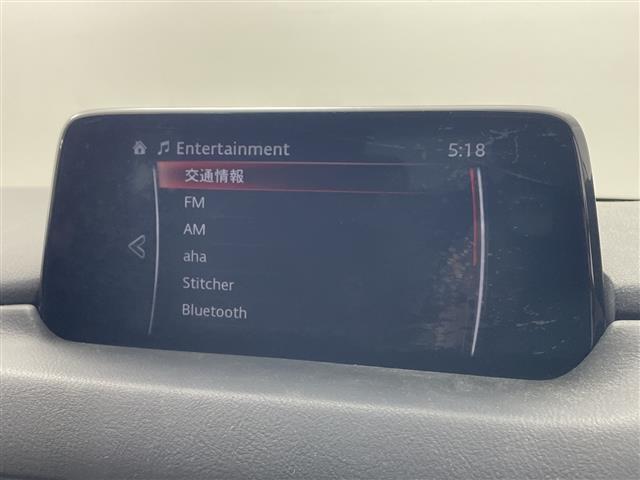 Entertainment 5:18
交通情報
FM
AM
aha
Stitcher
Bluetooth